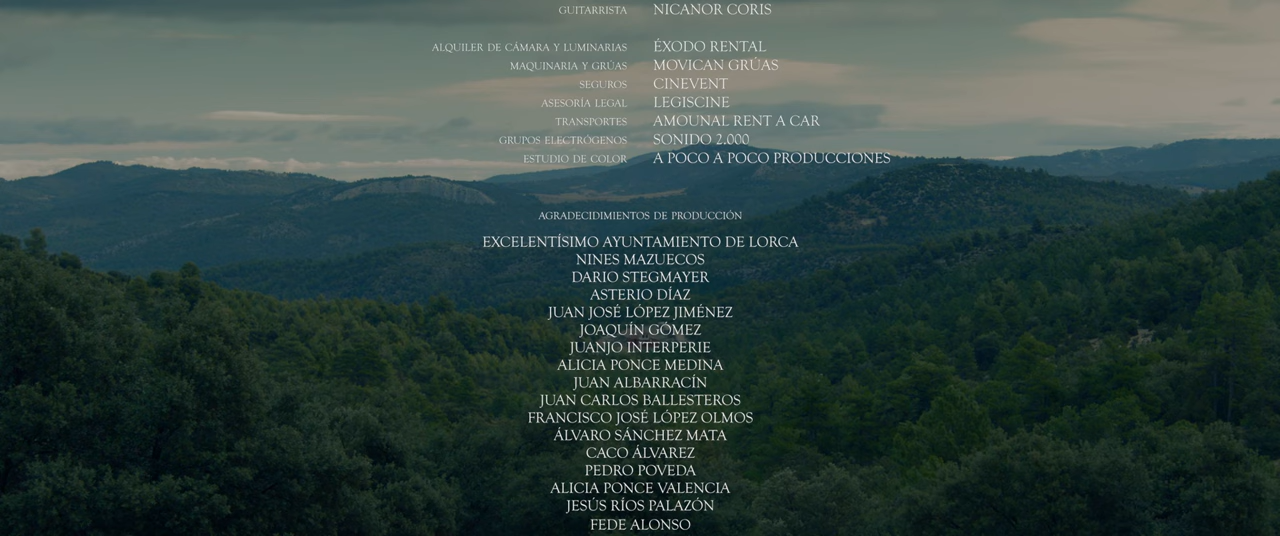 GUITARRISTA NICANOR CORIS
ALQUILER DE CÁMARA Y LUMINARIAS ÉXODO RENTAL
MAQUINARIA Y GRÚAS MOVICAN GRÚAS
SEGUROS CINEVENT
ASESORÍA LEGAL LEGISCINE
TRANSPORTES AMOUNAL RENT A CAR
GRUPOS ELECTRÓGENOS SONIDO 2.000
ESTUDIO DE COLOR A POCO A POCO PRODUCCIONES
AGRADECIDIMIENTOS DE PRODUCCIÓN
EXCELENTÍSIMO AYUNTAMIENTO DE LORCA
NINES MAZUECOS
DARIO STEGMAYER
ASTERIO DÍAZ
JUAN JOSÉ LÓPEZ JIMÉNEZ
JOAQUÍN GÓMEZ
JUANJO INTERPERIE
ALICIA PONCE MEDINA
JUAN ALBARRACÍN
JUAN CARLOS BALLESTEROS
FRANCISCO JOSÉ LÓPEZ OLMOS
ÁLVARO SÁNCHEZ MATA
CACO ÁLVAREZ
PEDRO POVEDA
ALICIA PONCE VALENCIA
JESÚS RÍOS PALAZÓN
FEDE ALONSO